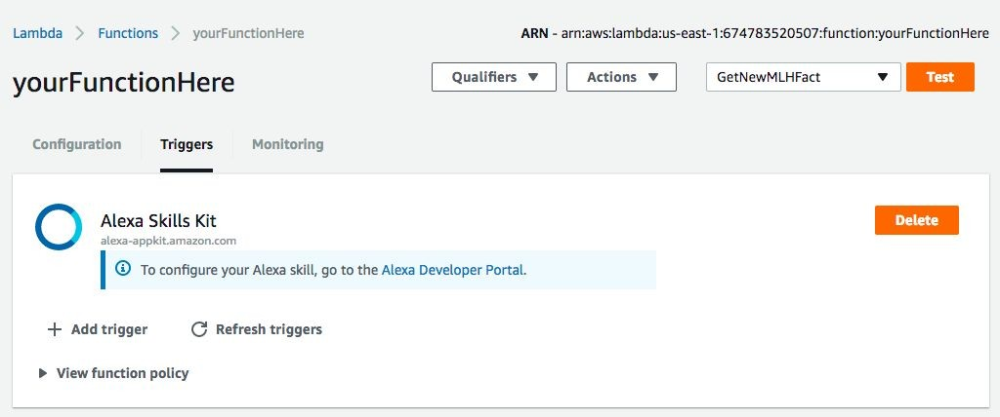 Lambda > Functions > yourFunctionHere
ARN - arn:aws:lambda:us-east-1:674783520507:function:yourFunctionHere
yourFunctionHere
Qualifiers Actions GetNewMLHFact Test
Configuration Triggers Monitoring
Alexa Skills Kit
Delete
alexa-appkit.amazon.com
To configure your Alexa skill, go to the Alexa Developer Portal.
Add trigger Refresh triggers
View function policy